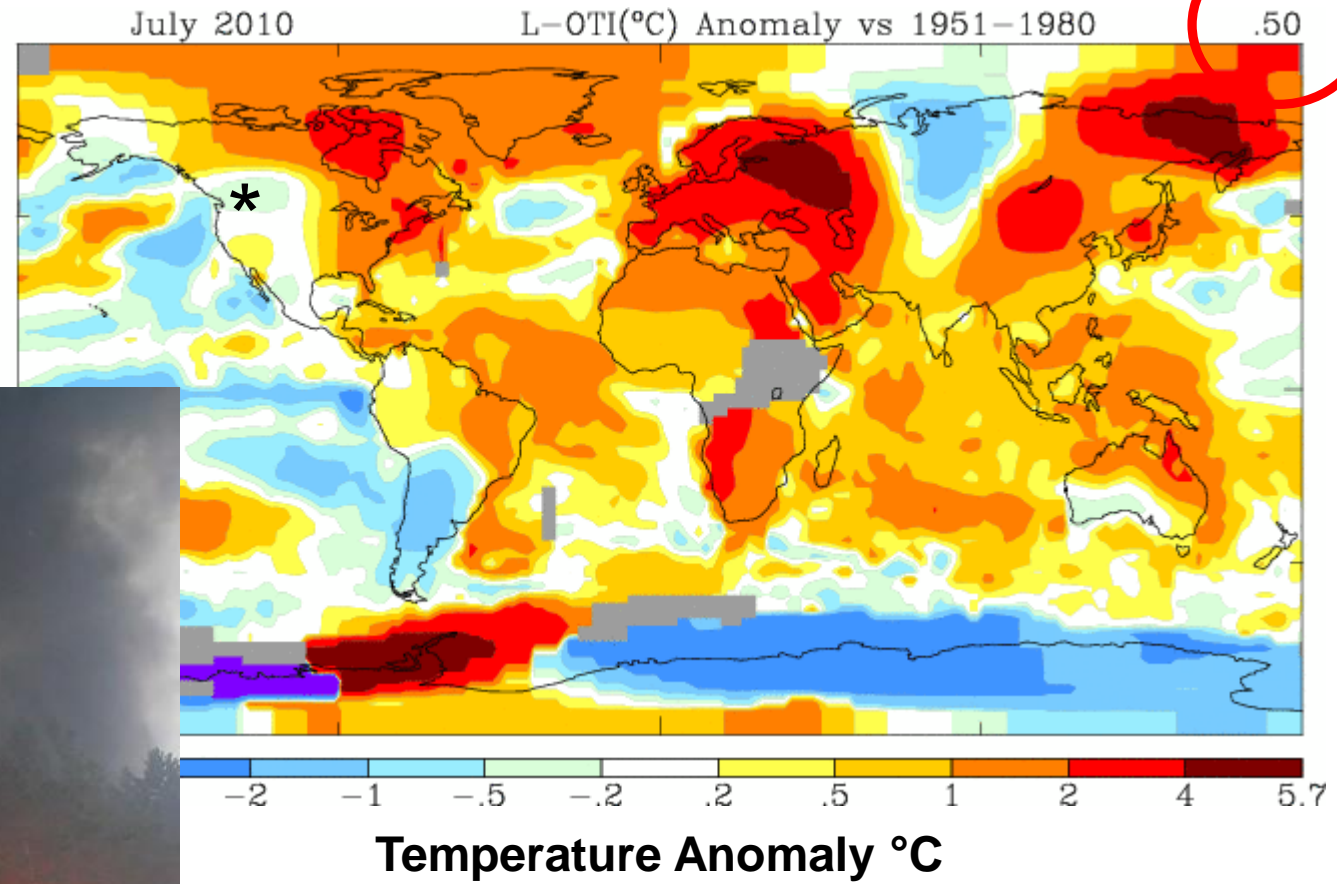 July 2010 L-OTI(°C) Anomaly vs 1951-1980 .50
*
-2 -1 -.5 -.2 .2 .5 1 2 4 5.7
Temperature Anomaly °C